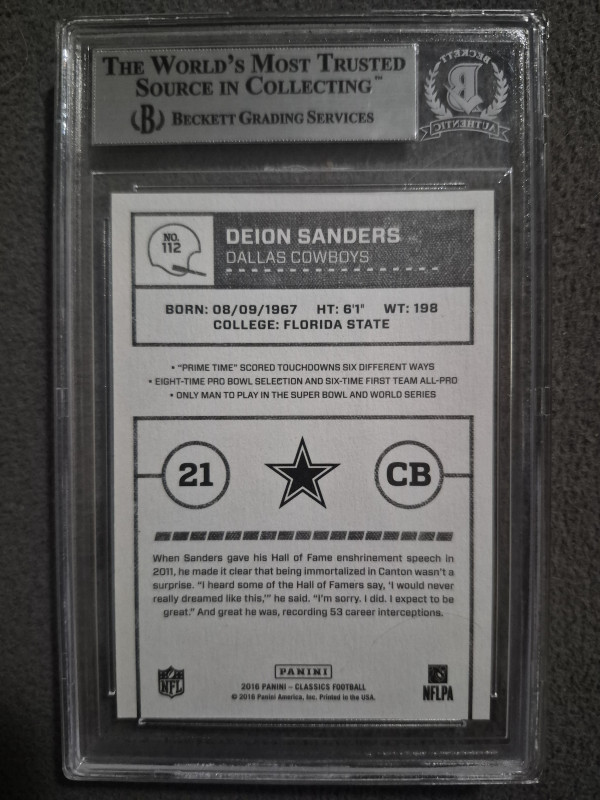 THE WORLD'S MOST TRUSTED
SOURCE IN COLLECTING™
B BECKETT GRADING SERVICES
BECKETT
B
AUTHENTIC
NO.
112
DEION SANDERS
DALLAS COWBOYS
BORN: 08/09/1967 HT: 6'1" WT: 198
COLLEGE: FLORIDA STATE
• "PRIME TIME" SCORED TOUCHDOWNS SIX DIFFERENT WAYS
• EIGHT-TIME PRO BOWL SELECTION AND SIX-TIME FIRST TEAM ALL-PRO
• ONLY MAN TO PLAY IN THE SUPER BOWL AND WORLD SERIES
21
CB
When Sanders gave his Hall of Fame enshrinement speech in
2011, he made it clear that being immortalized in Canton wasn't a
surprise. "I heard some of the Hall of Famers say, 'I would never
really dreamed like this,'" he said. "I'm sorry. I did. I expect to be
great." And great he was, recording 53 career interceptions.
NFL
PANINI
2016 PANINI – CLASSICS FOOTBALL
© 2016 Panini America, Inc. Printed in the USA.
NFLPA